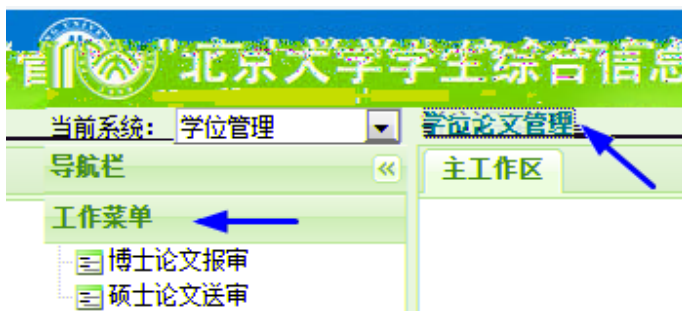 北京大学学生综合信息
当前系统： 学位管理 学位论文管理
导航栏 主工作区
工作菜单
博士论文报审
硕士论文送审